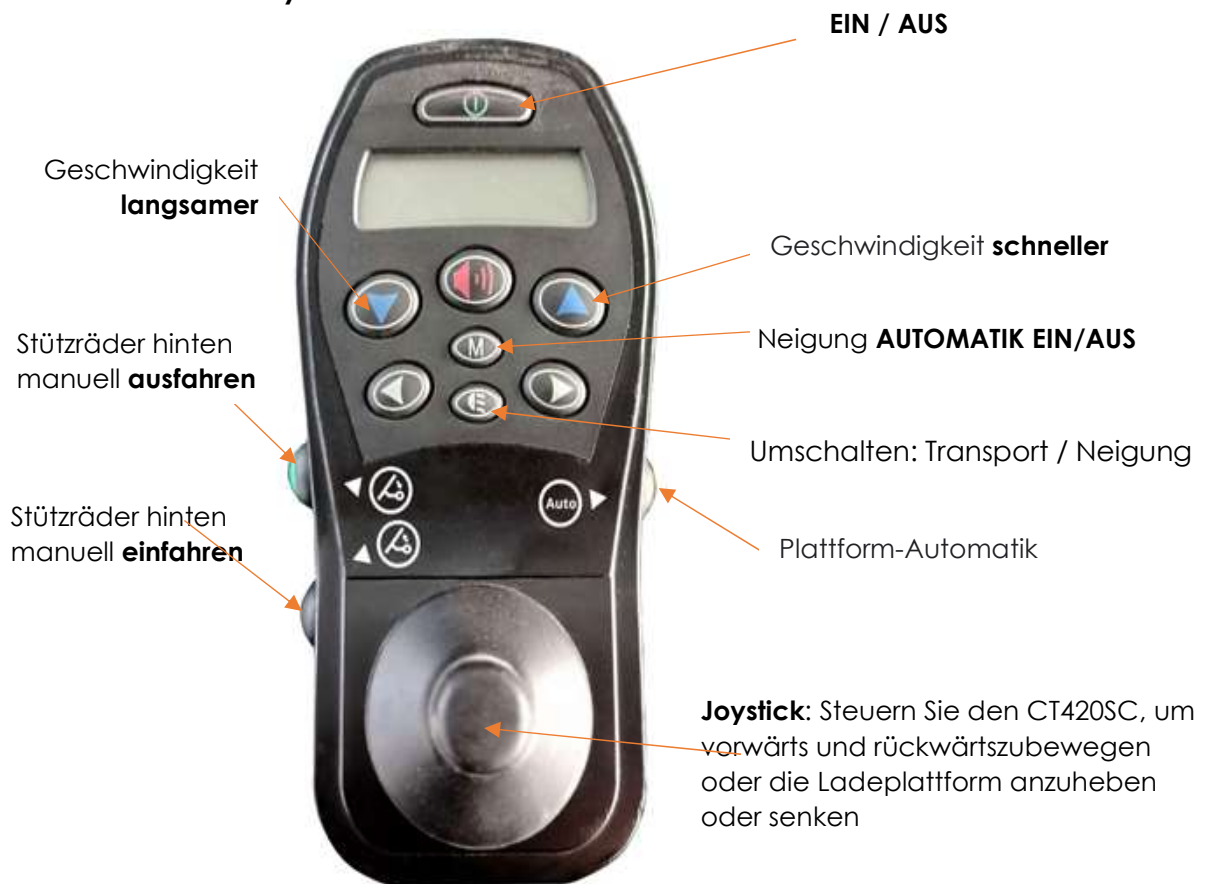 EIN / AUS
Geschwindigkeit
langsamer
Geschwindigkeit schneller
Stützräder hinten
manuell ausfahren
Neigung AUTOMATIK EIN/AUS
M
Umschalten: Transport / Neigung
Stützräder hinten
manuell einfahren
Auto
Plattform-Automatik
Joystick: Steuern Sie den CT420SC, um
vorwärts und rückwärtszubewegen
oder die Ladeplattform anzuheben
oder senken